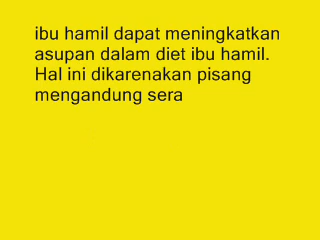 ibu hamil dapat meningkatkan
asupan dalam diet ibu hamil.
Hal ini dikarenakan pisang
mengandung sera